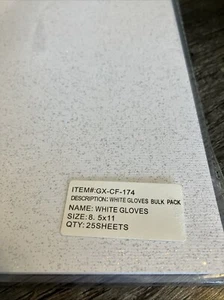 ITEM#:GX-CF-174
DESCRIPTION: WHITE GLOVES BULK PACK
NAME: WHITE GLOVES
SIZE: 8. 5x11
QTY: 25SHEETS